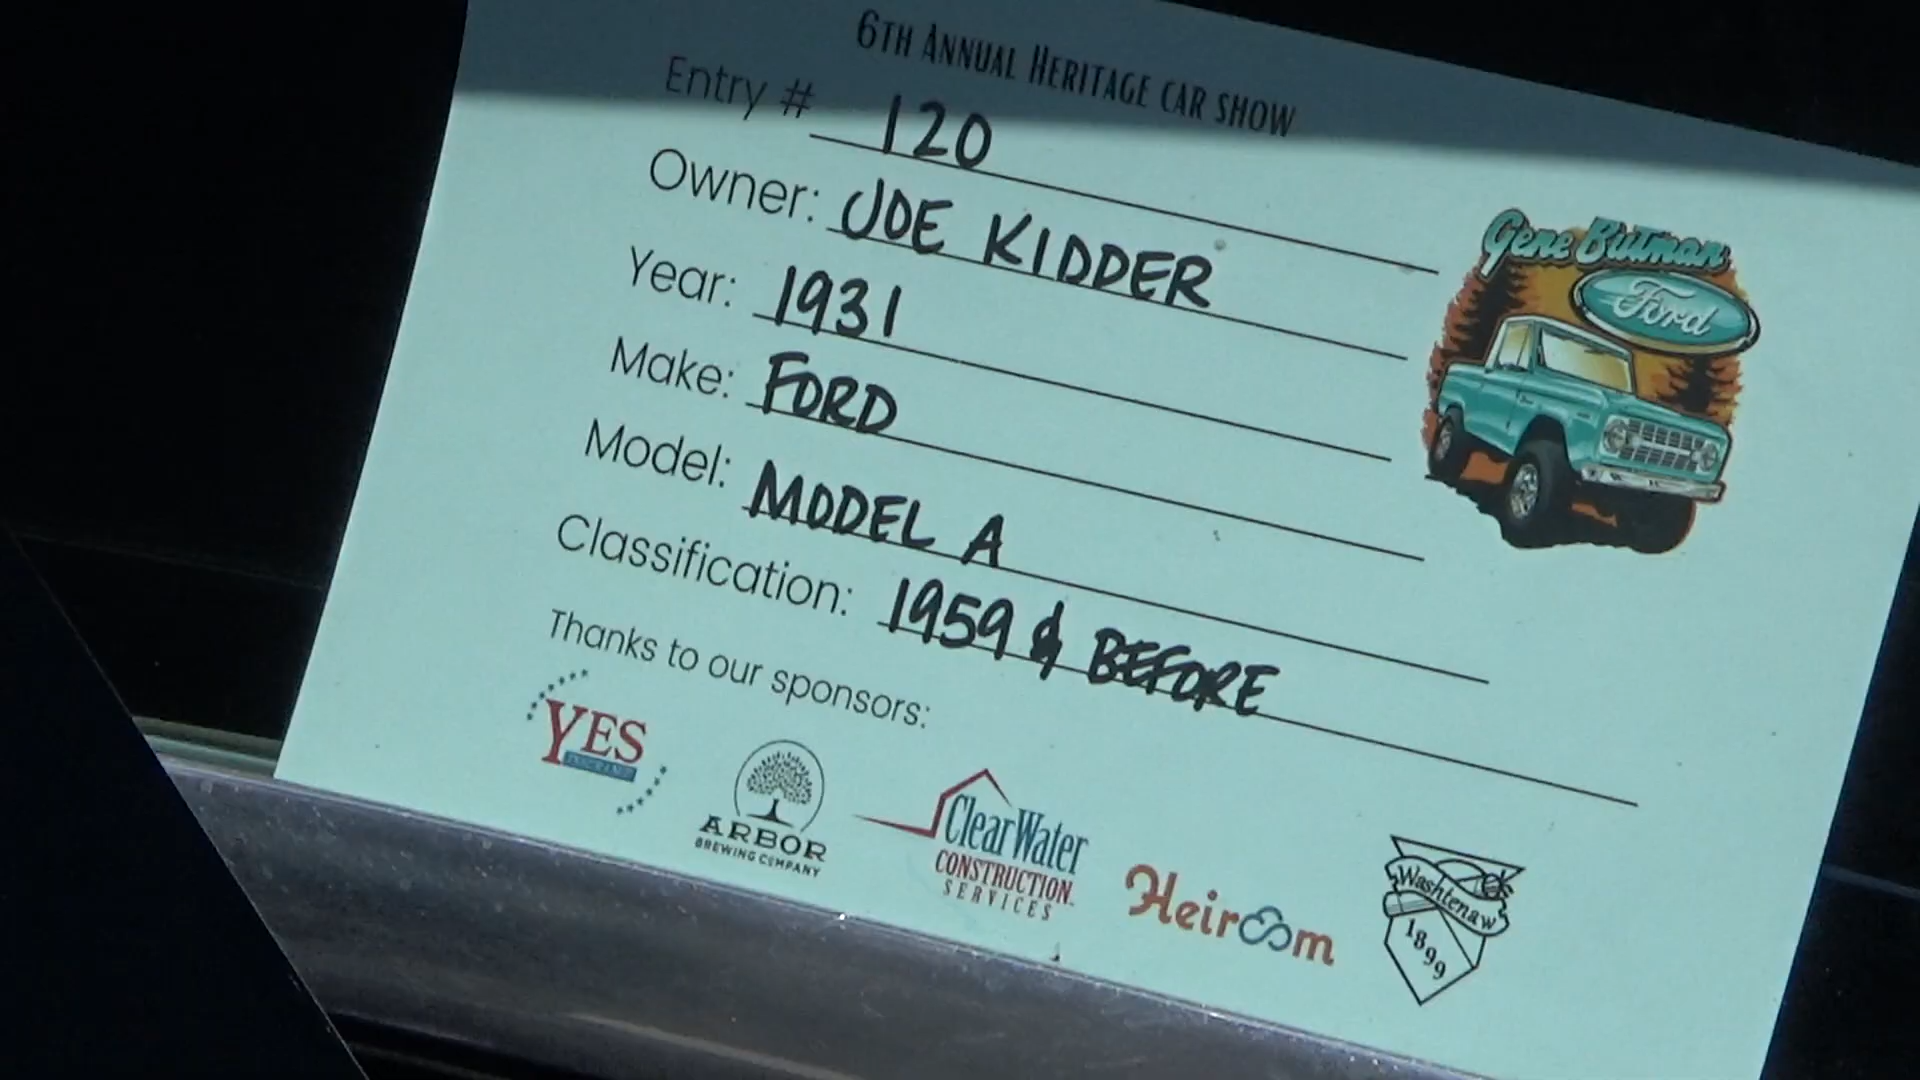 6TH ANNUAL HERITAGE CAR SHOW
Entry # 120
Owner: JOE KIDDER
Year: 1931
Make: FORD
Model: MODEL A
Classification: 1959 & BEFORE
Gene Butman
Ford
Thanks to our sponsors:
YES
INSURANCE
ARBOR
BREWING COMPANY
ClearWater
CONSTRUCTION
SERVICES
Heirloom
Washtenaw
1899